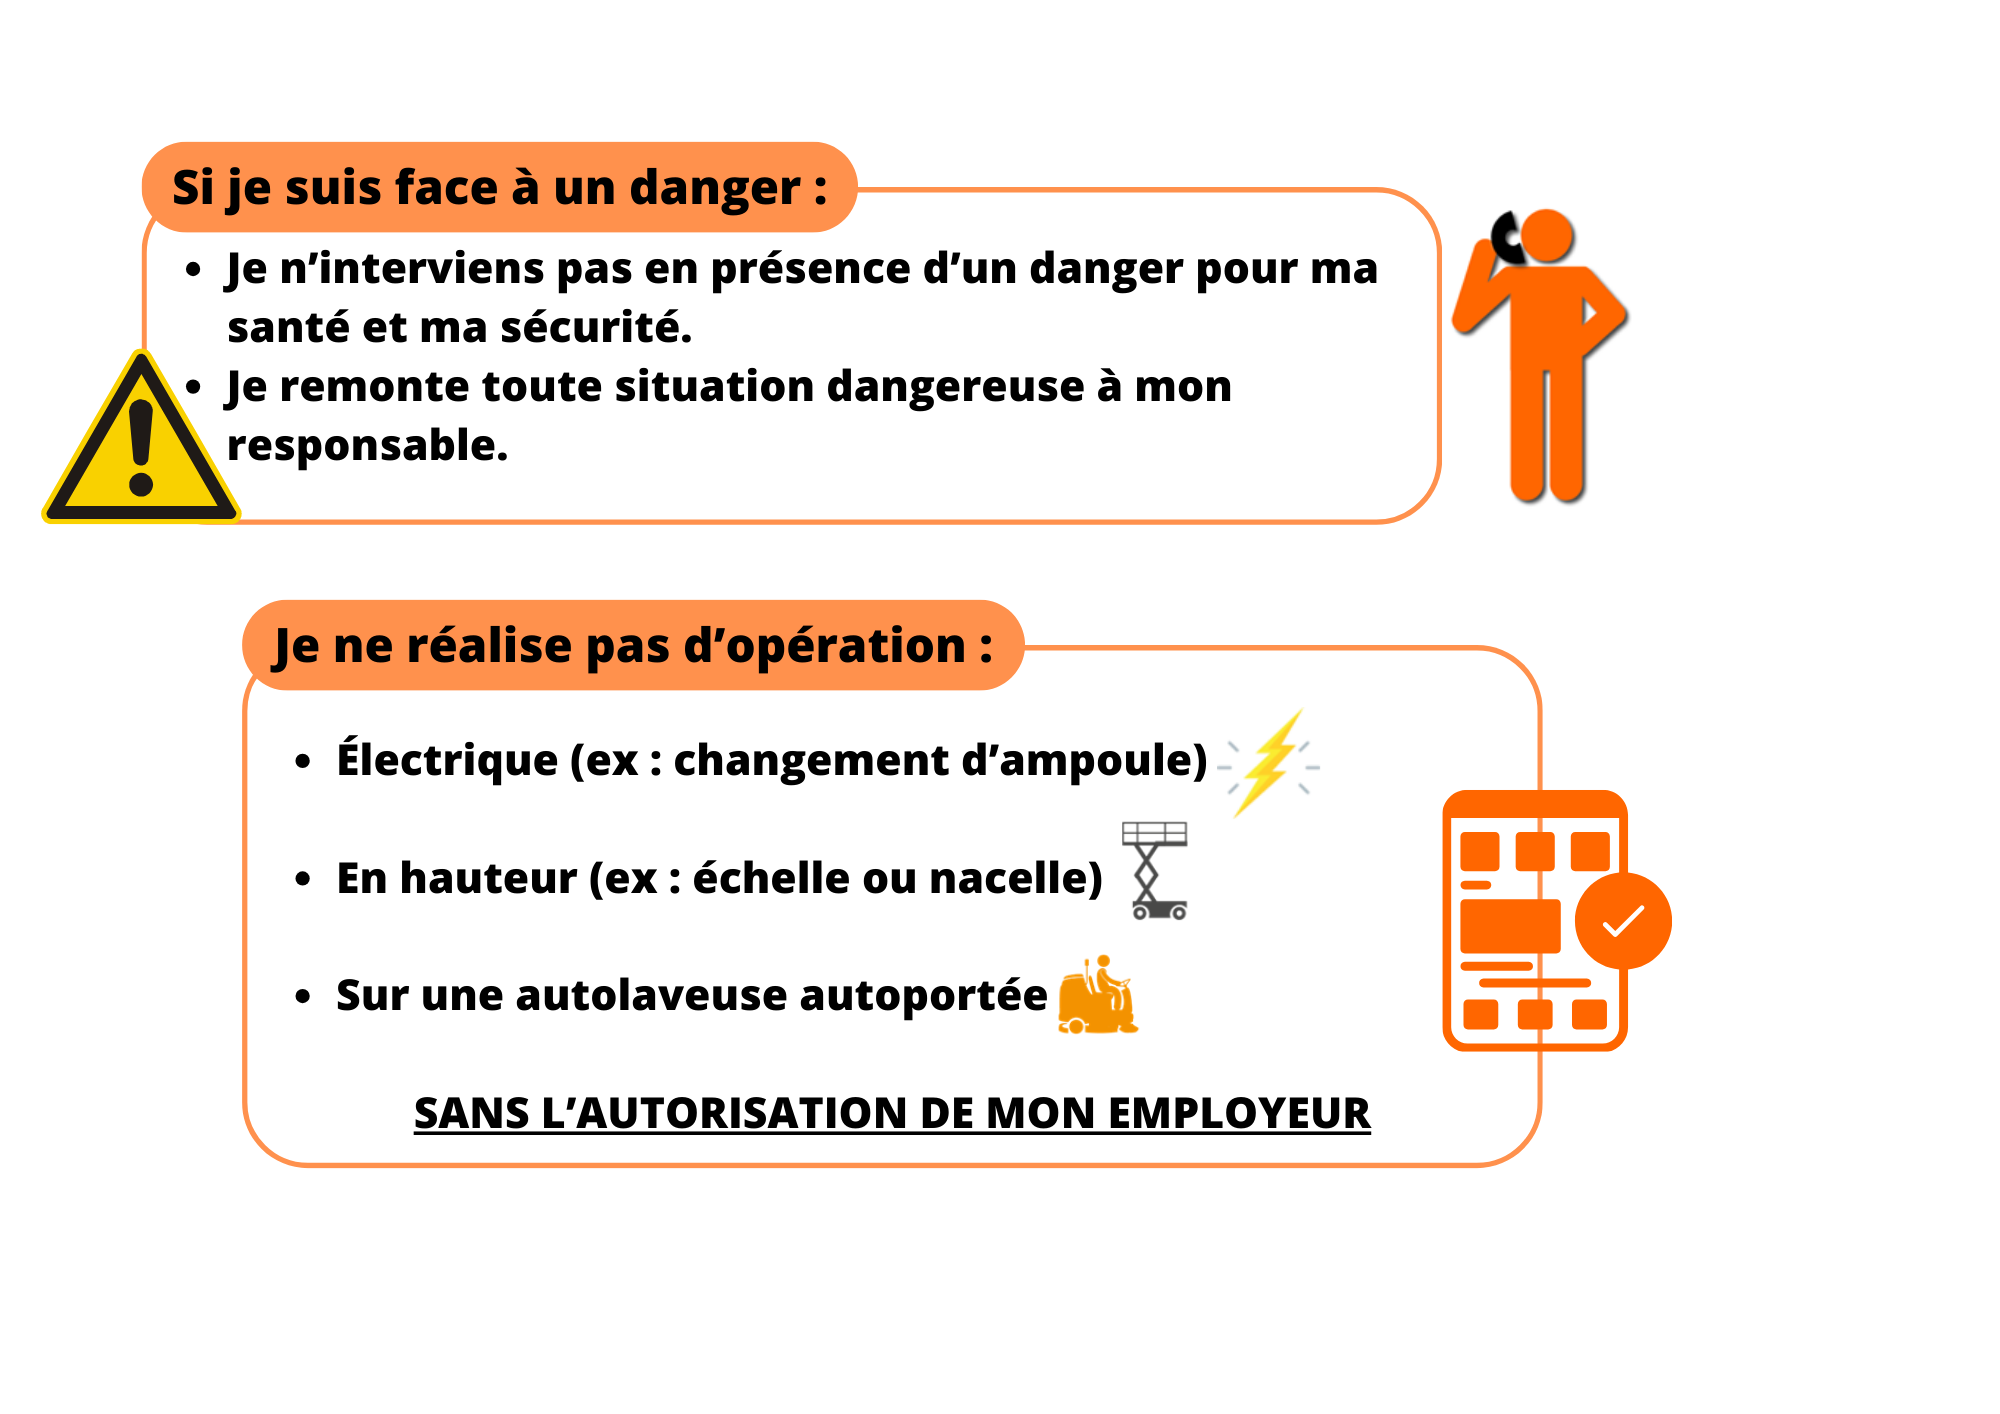 Si je suis face à un danger :
• Je n’interviens pas en présence d’un danger pour ma
santé et ma sécurité.
• Je remonte toute situation dangereuse à mon
responsable.
Je ne réalise pas d’opération :
• Électrique (ex : changement d’ampoule)
• En hauteur (ex : échelle ou nacelle)
• Sur une autolaveuse autoportée
SANS L’AUTORISATION DE MON EMPLOYEUR